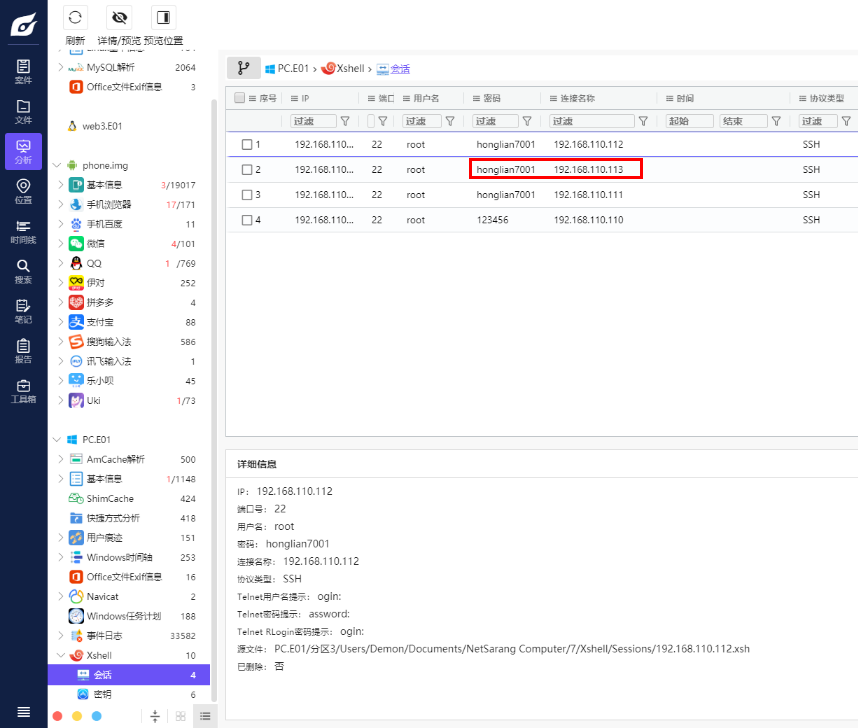 刷新 详情/预览 预览位置
案件
文件
分析
位置
时间线
搜索
笔记
报告
工具箱
MySQL解析 2064
Office文件Exif信息 3
web3.E01
phone.img
基本信息 3/19017
手机浏览器 17/171
手机百度 11
微信 4/101
QQ 1 /769
伊对 252
拼多多 4
支付宝 88
搜狗输入法 586
讯飞输入法 1
乐小呗 45
Uki 1/73
PC.E01
AmCache解析 500
基本信息 1/1148
ShimCache 424
快捷方式分析 418
用户痕迹 151
Windows时间轴 253
Office文件Exif信息 16
Navicat 2
Windows任务计划 188
事件日志 33582
Xshell 10
会话 4
密钥 6
PC.E01 › Xshell › 会话
序号 IP 端口 用户名 密码 连接名称 时间 协议类型
过滤 过滤 过滤 过滤 起始 结束 过滤
1 192.168.110... 22 root honglian7001 192.168.110.112 SSH
2 192.168.110... 22 root honglian7001 192.168.110.113 SSH
3 192.168.110... 22 root honglian7001 192.168.110.111 SSH
4 192.168.110... 22 root 123456 192.168.110.110 SSH
详细信息
IP: 192.168.110.112
端口号: 22
用户名: root
密码: honglian7001
连接名称: 192.168.110.112
协议类型: SSH
Telnet用户名提示: ogin:
Telnet密码提示: assword:
Telnet RLogin密码提示: ogin:
源文件: PC.E01/分区3/Users/Demon/Documents/NetSarang Computer/7/Xshell/Sessions/192.168.110.112.xsh
已删除: 否